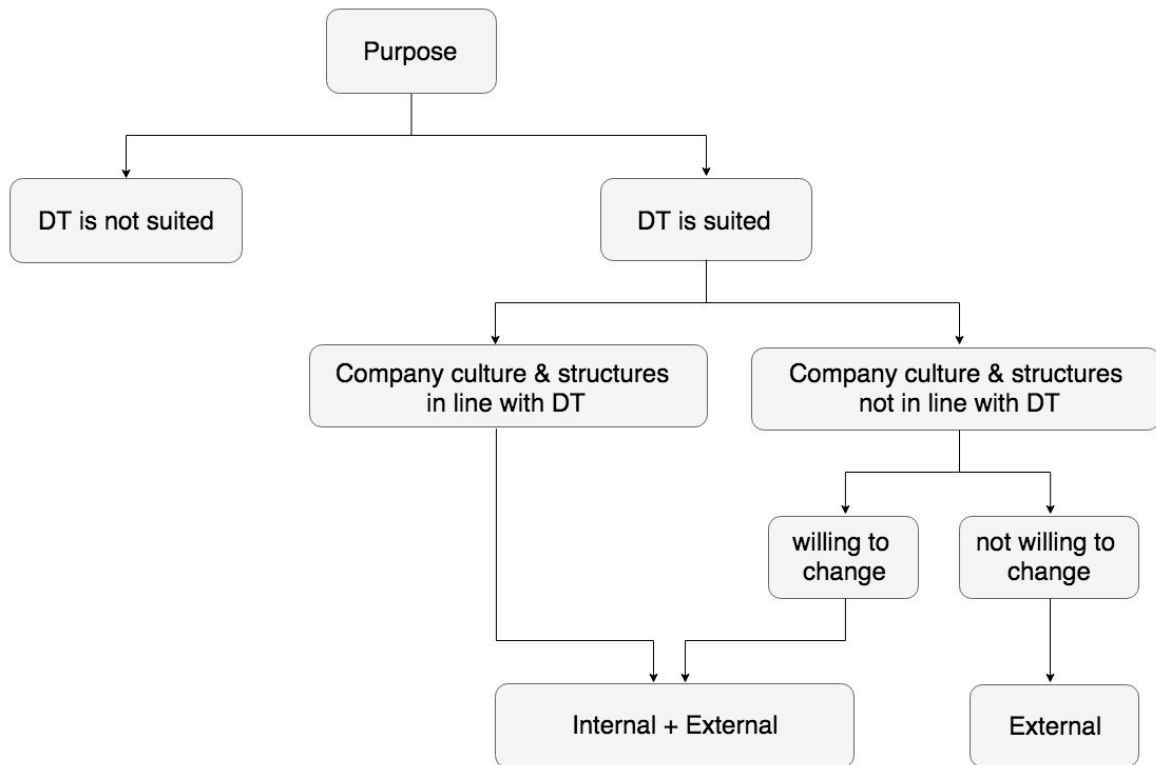 Purpose
DT is not suited
DT is suited
Company culture & structures
in line with DT
Company culture & structures
not in line with DT
willing to
change
not willing to
change
Internal + External
External